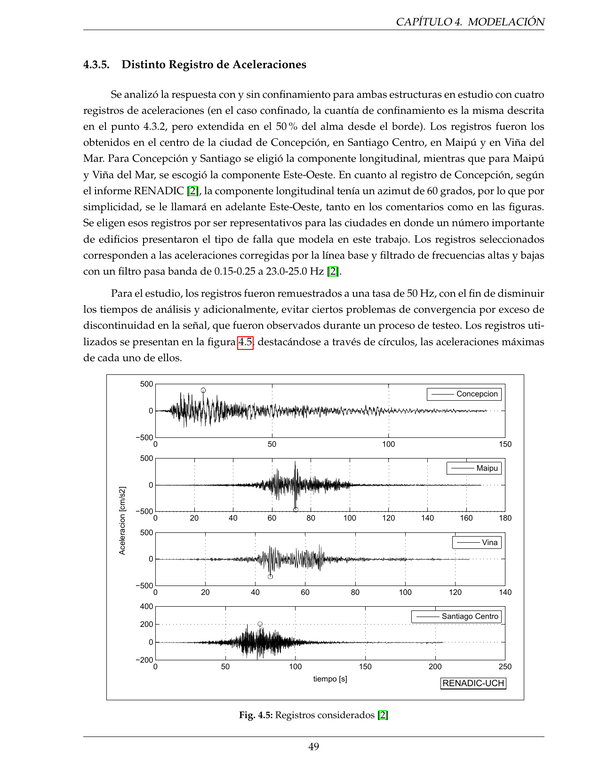 CAPÍTULO 4. MODELACIÓN
4.3.5. Distinto Registro de Aceleraciones
Se analizó la respuesta con y sin confinamiento para ambas estructuras en estudio con cuatro
registros de aceleraciones (en el caso confinado, la cuantía de confinamiento es la misma descrita
en el punto 4.3.2, pero extendida en el 50 % del alma desde el borde). Los registros fueron los
obtenidos en el centro de la ciudad de Concepción, en Santiago Centro, en Maipú y en Viña del
Mar. Para Concepción y Santiago se eligió la componente longitudinal, mientras que para Maipú
y Viña del Mar, se escogió la componente Este-Oeste. En cuanto al registro de Concepción, según
el informe RENADIC [2], la componente longitudinal tenía un azimut de 60 grados, por lo que por
simplicidad, se le llamará en adelante Este-Oeste, tanto en los comentarios como en las figuras.
Se eligen esos registros por ser representativos para las ciudades en donde un número importante
de edificios presentaron el tipo de falla que modela en este trabajo. Los registros seleccionados
corresponden a las aceleraciones corregidas por la línea base y filtrado de frecuencias altas y bajas
con un filtro pasa banda de 0.15-0.25 a 23.0-25.0 Hz [2].
Para el estudio, los registros fueron remuestrados a una tasa de 50 Hz, con el fin de disminuir
los tiempos de análisis y adicionalmente, evitar ciertos problemas de convergencia por exceso de
discontinuidad en la señal, que fueron observados durante un proceso de testeo. Los registros uti-
lizados se presentan en la figura 4.5, destacándose a través de círculos, las aceleraciones máximas
de cada uno de ellos.
500
0
−500
Concepcion
0 50 100 150
500
0
−500
Maipu
0 20 40 60 80 100 120 140 160 180
Aceleracion [cm/s2]
500
0
−500
Vina
0 20 40 60 80 100 120 140
400
200
0
−200
Santiago Centro
0 50 100 150 200 250
tiempo [s]
RENADIC-UCH
Fig. 4.5: Registros considerados [2]
49